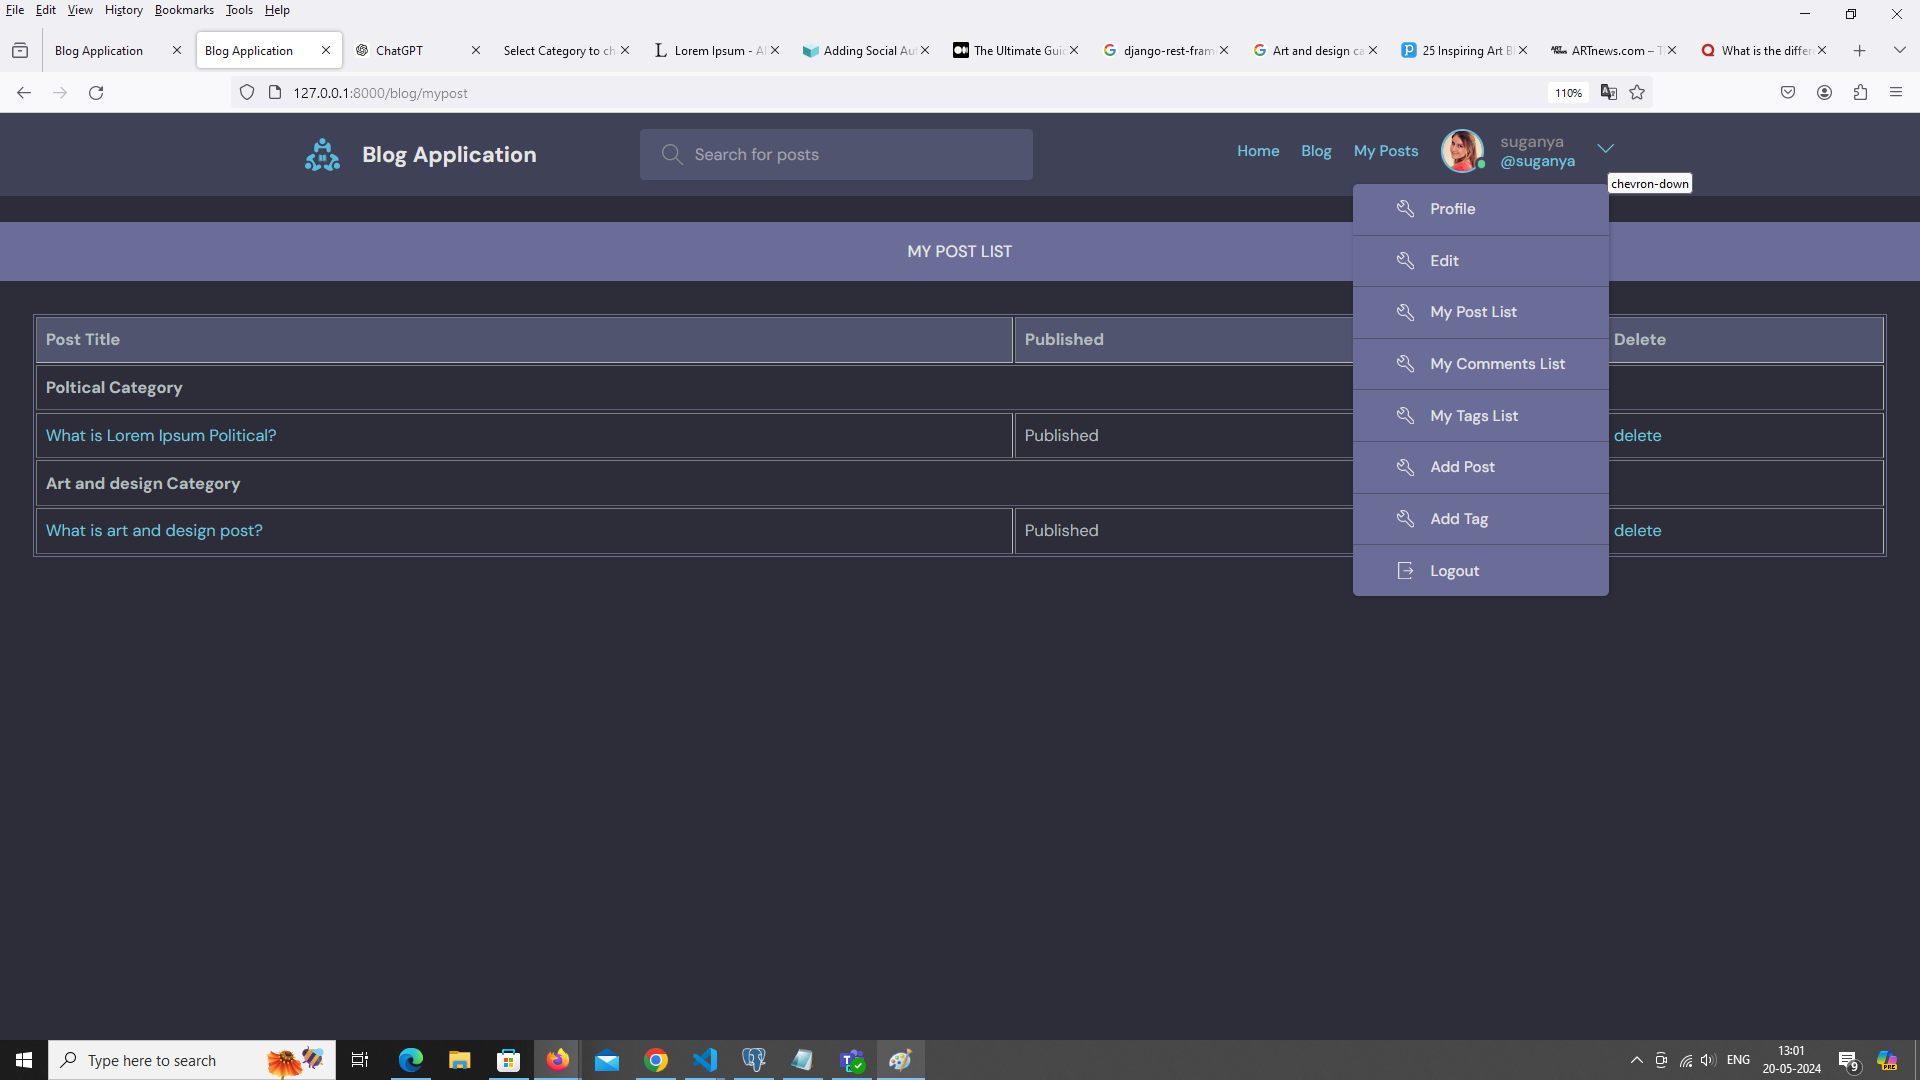 File Edit View History Bookmarks Tools Help
Blog Application
Blog Application
ChatGPT
Select Category to ch
Lorem Ipsum - Al
Adding Social Au
The Ultimate Guid
django-rest-fram
Art and design ca
25 Inspiring Art Bl
ARTnews.com – T
What is the differ
127.0.0.1:8000/blog/mypost
110%
Blog Application
Search for posts
Home Blog My Posts
suganya
@suganya
chevron-down
Profile
Edit
My Post List
My Comments List
My Tags List
Add Post
Add Tag
Logout
MY POST LIST
Post Title Published Delete
Poltical Category
What is Lorem Ipsum Political? Published delete
Art and design Category
What is art and design post? Published delete
Type here to search
ENG
13:01
20-05-2024
9
PRE